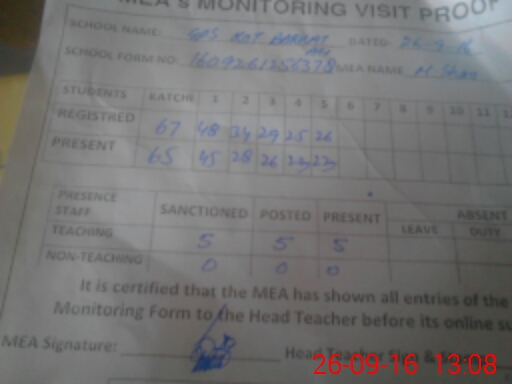 MEA's MONITORING VISIT PROOF
SCHOOL NAME: GPS KOT DATED: 26-9-16
SCHOOL FORM NO: MEA NAME M.
STUDENTS KATCHI 1 2 3 4 5 6 7 8 9 10 11 12
REGISTRED 67 48 34 29 25 26
PRESENT 65 45 28 26 23
PRESENCE STAFF SANCTIONED POSTED PRESENT ABSENT
LEAVE DUTY
TEACHING 5 5 5
NON-TEACHING 0 0 0
It is certified that the MEA has shown all entries of the
Monitoring Form to the Head Teacher before its online
MEA Signature: Head Teacher Sign &
26-09-16 13:08